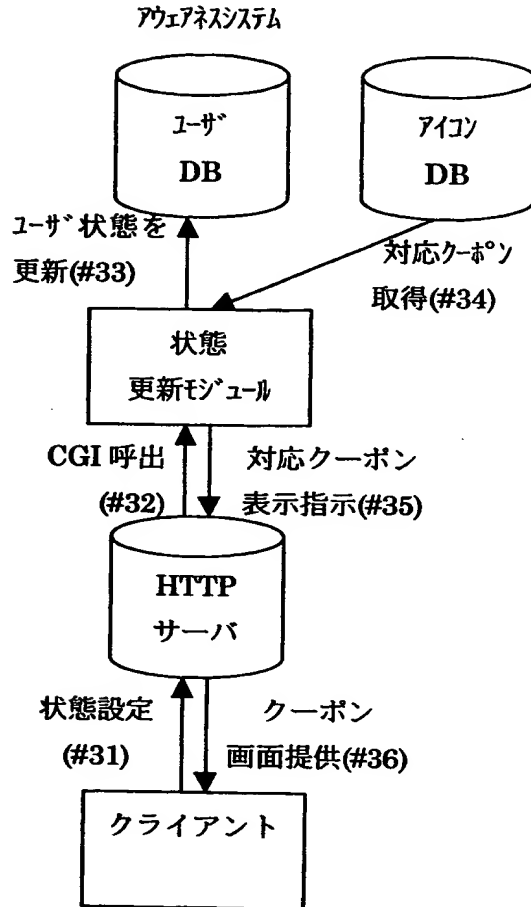 アウェアネスシステム
ユーザ
DB
アイコン
DB
ユーザ状態を
更新(#33)
対応クーポン
取得(#34)
状態
更新モジュール
CGI 呼出
(#32)
対応クーポン
表示指示(#35)
HTTP
サーバ
状態設定
(#31)
クーポン
画面提供(#36)
クライアント